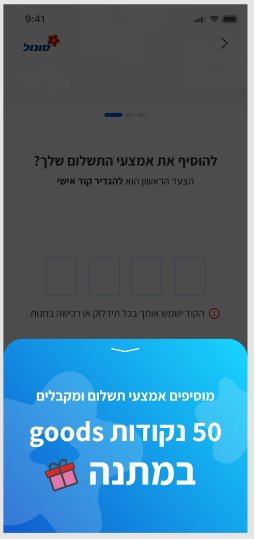 9:41
סונול
להוסיף את אמצעי התשלום שלך?
הצעד הראשון הוא להגדיר קוד אישי
הקוד ישמש אותך בכל תידלוק או רכישה בחנות
מוסיפים אמצעי תשלום ומקבלים
50 נקודות goods
במתנה